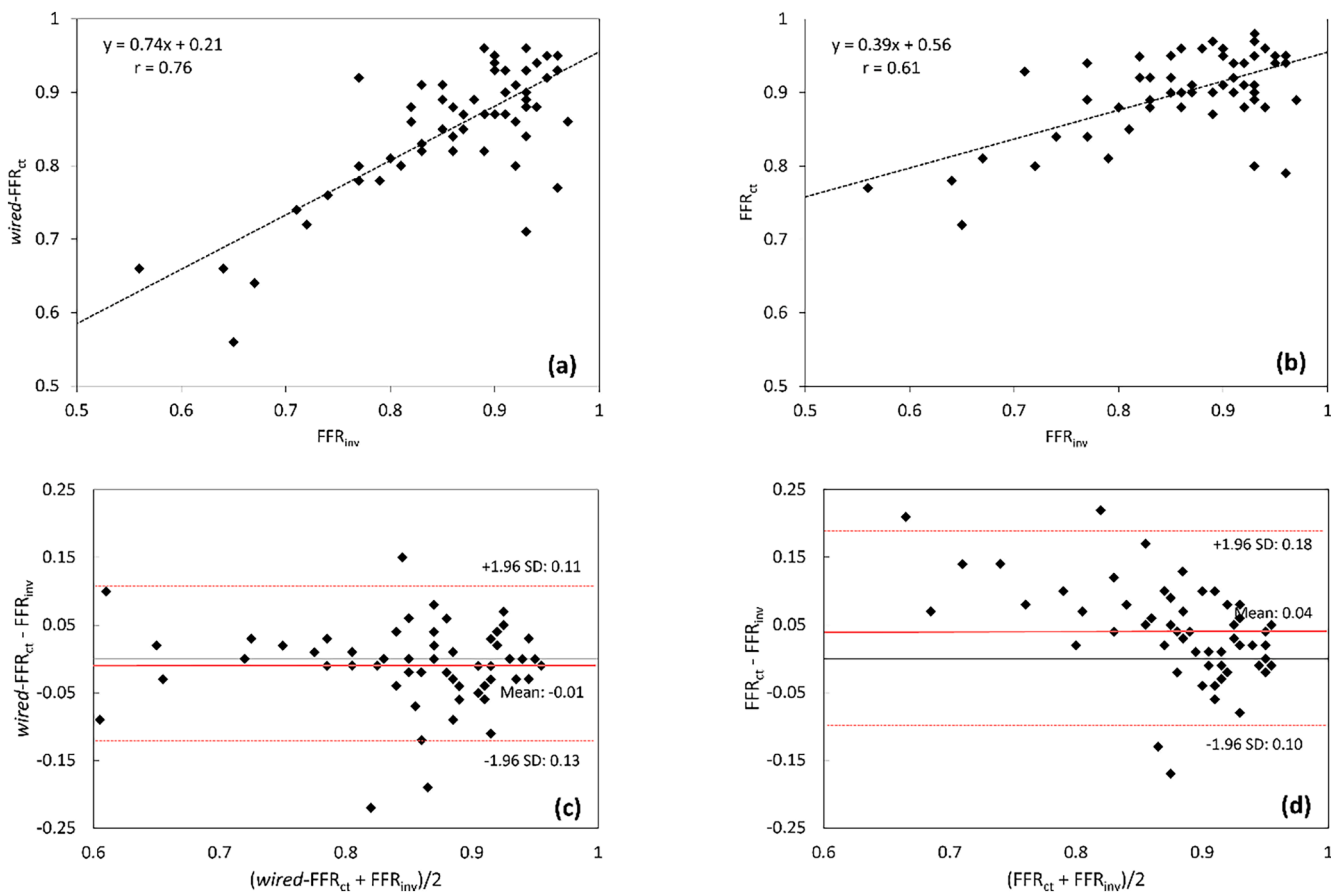 y = 0.74x + 0.21
r = 0.76
wired-FFRct
1
0.9
0.8
0.7
0.6
0.5
0.5 0.6 0.7 0.8 0.9 1
FFRinv
(a)
y = 0.39x + 0.56
r = 0.61
FFRct
1
0.9
0.8
0.7
0.6
0.5
0.5 0.6 0.7 0.8 0.9 1
FFRinv
(b)
wired-FFRct – FFRinv
0.25
0.15
0.05
-0.05
-0.15
-0.25
+1.96 SD: 0.11
Mean: -0.01
-1.96 SD: 0.13
(c)
0.6 0.7 0.8 0.9 1
(wired-FFRct + FFRinv)/2
FFRct – FFRinv
0.25
0.15
0.05
-0.05
-0.15
-0.25
+1.96 SD: 0.18
Mean: 0.04
-1.96 SD: 0.10
(d)
0.6 0.7 0.8 0.9 1
(FFRct + FFRinv)/2